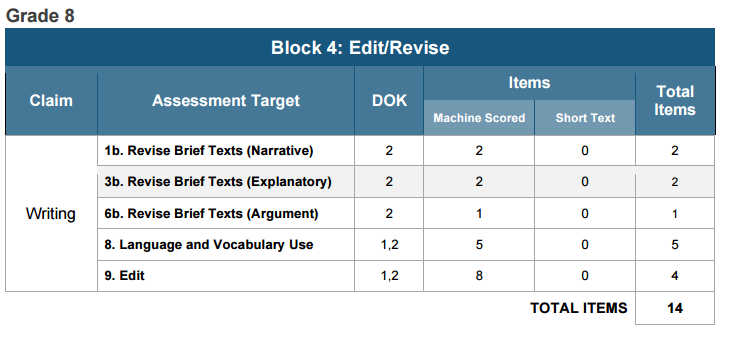 Grade 8
Block 4: Edit/Revise
Claim Assessment Target DOK Items Total Items
Machine Scored Short Text
Writing
1b. Revise Brief Texts (Narrative) 2 2 0 2
3b. Revise Brief Texts (Explanatory) 2 2 0 2
6b. Revise Brief Texts (Argument) 2 1 0 1
8. Language and Vocabulary Use 1,2 5 0 5
9. Edit 1,2 8 0 4
TOTAL ITEMS 14